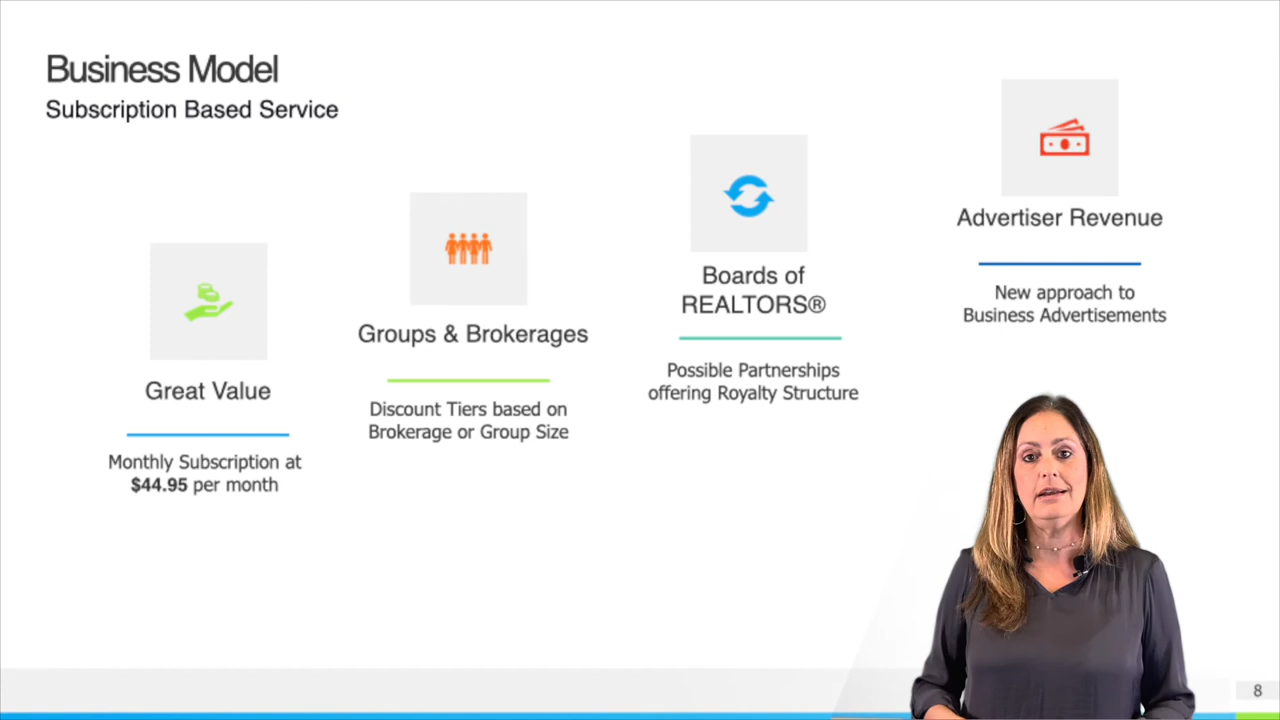 Business Model
Subscription Based Service
Great Value
Monthly Subscription at
$44.95 per month
Groups & Brokerages
Discount Tiers based on
Brokerage or Group Size
Boards of
REALTORS®
Possible Partnerships
offering Royalty Structure
Advertiser Revenue
New approach to
Business Advertisements
8